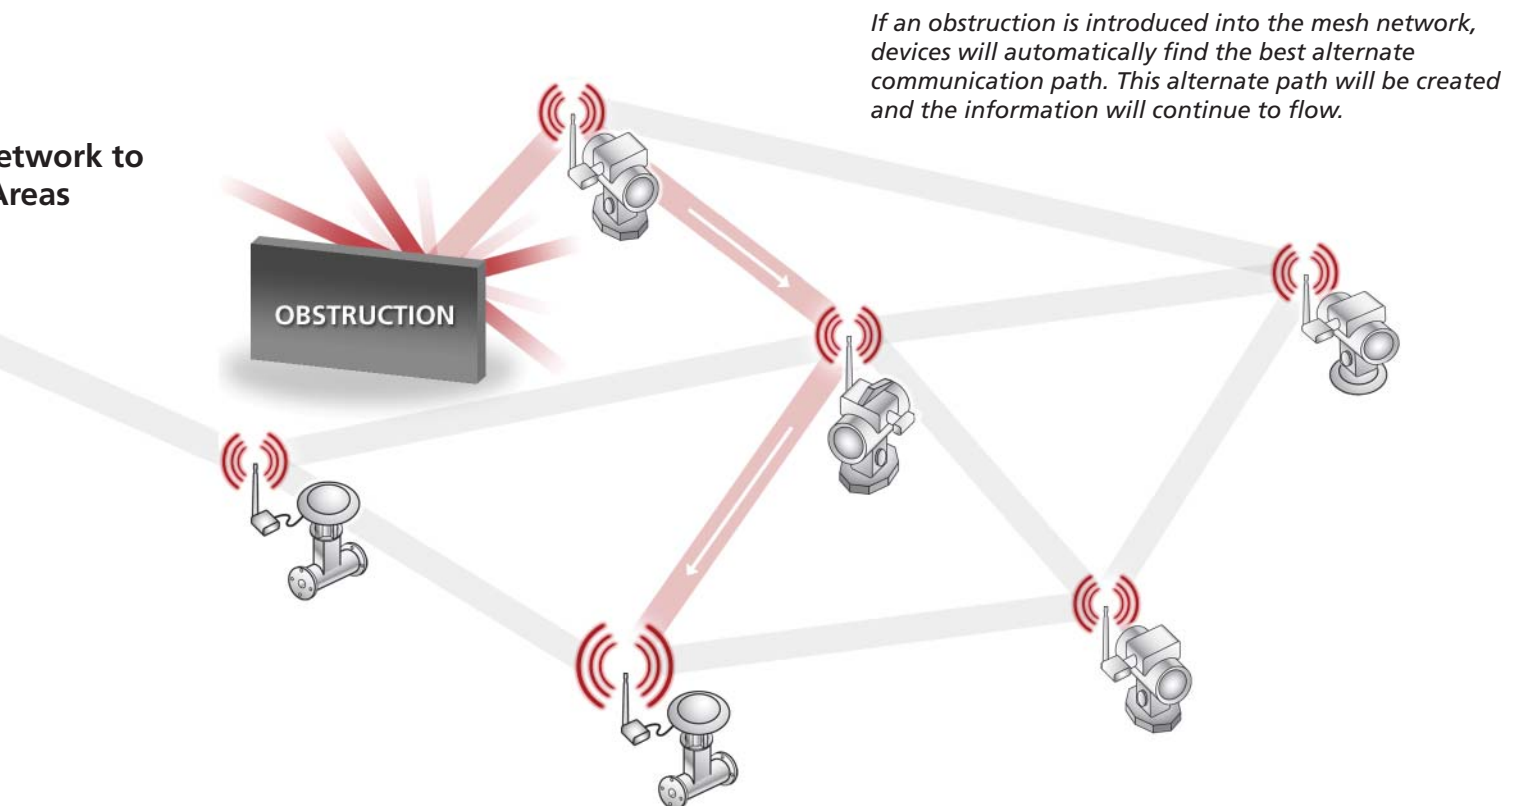 If an obstruction is introduced into the mesh network,
devices will automatically find the best alternate
communication path. This alternate path will be created
and the information will continue to flow.
etwork to
Areas
OBSTRUCTION